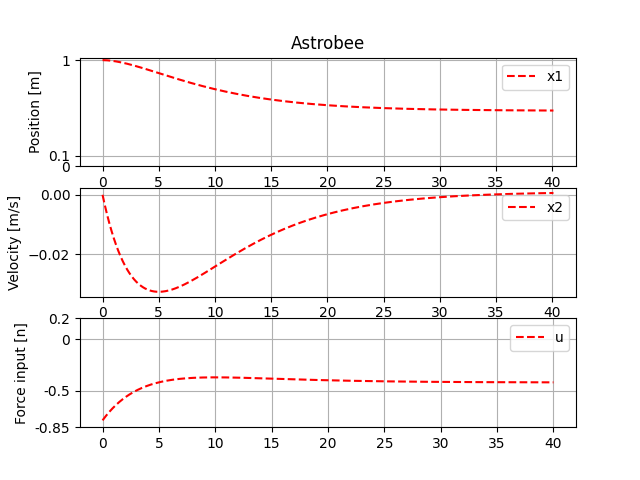 Astrobee
Position [m]
1
0.1
0
x1
0 5 10 15 20 25 30 35 40
Velocity [m/s]
0.00
−0.02
x2
0 5 10 15 20 25 30 35 40
Force input [n]
0.2
0
-0.5
-0.85
u
0 5 10 15 20 25 30 35 40